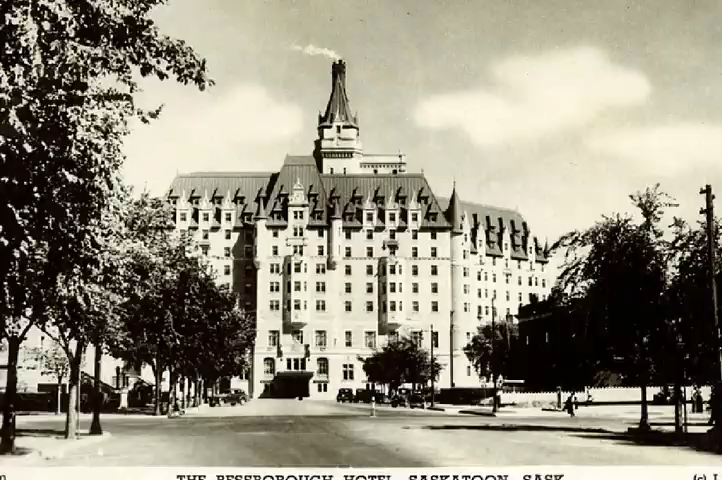 THE BESSBOROUGH HOTEL, SASKATOON, SASK.
(c) L